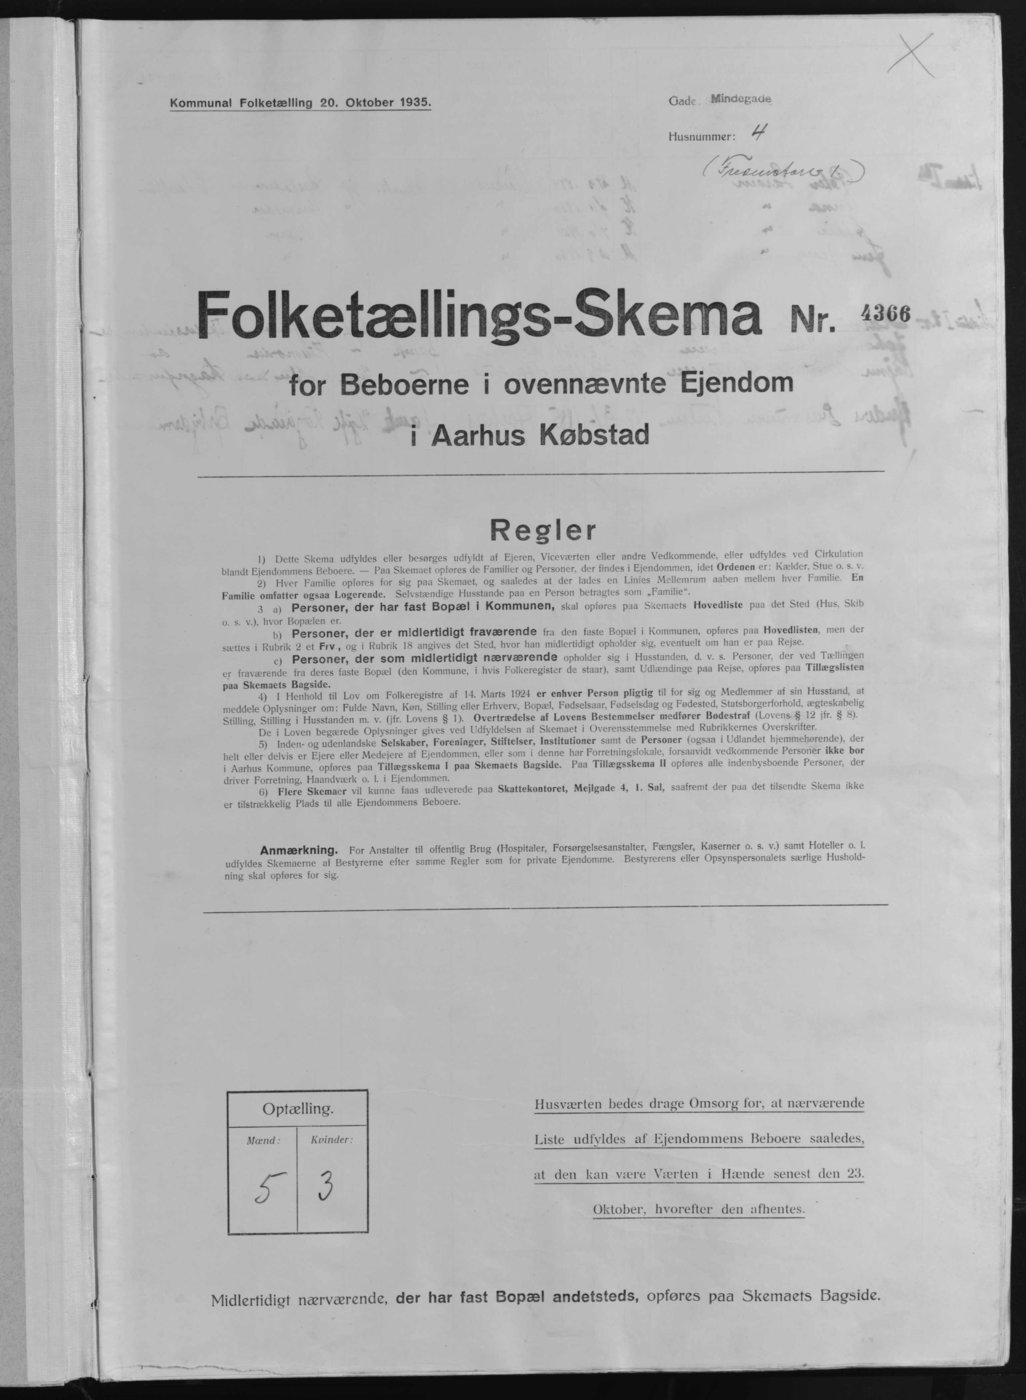 Kommunal Folketælling 20. Oktober 1935.
Gade: Mindegade
Husnummer: 4
Folketællings-Skema Nr. 4366
for Beboerne i ovennævnte Ejendom
i Aarhus Købstad
Regler
1) Dette Skema udfyldes eller besørges udfyldt af Ejeren, Viceværten eller andre Vedkommende, eller udfyldes ved Cirkulation
blandt Ejendommens Beboere. — Paa Skemaet opføres de Familier og Personer, der findes i Ejendommen, idet Ordenen er: Kælder, Stue o. s. v.
2) Hver Familie opføres for sig paa Skemaet, og saaledes at der lades en Linies Mellemrum aaben mellem hver Familie. En
Familie omfatter ogsaa Logerende. Selvstændige Husstande paa en Person betragtes som „Familie".
3 a) Personer, der har fast Bopæl i Kommunen, skal opføres paa Skemaets Hovedliste paa det Sted (Hus, Skib
o. s. v.), hvor Bopælen er.
b) Personer, der er midlertidigt fraværende fra den faste Bopæl i Kommunen, opføres paa Hovedlisten, men der
sættes i Rubrik 2 et Frv, og i Rubrik 18 angives det Sted, hvor han midlertidigt opholder sig, eventuelt om han er paa Rejse.
c) Personer, der som midlertidigt nærværende opholder sig i Husstanden, d. v. s. Personer, der ved Tællingen
er fraværende fra deres faste Bopæl (den Kommune, i hvis Folkeregister de staar), samt Udlændinge paa Rejse, opføres paa Tillægslisten
paa Skemaets Bagside.
4) I Henhold til Lov om Folkeregistre af 14. Marts 1924 er enhver Person pligtig til for sig og Medlemmer af sin Husstand, at
meddele Oplysninger om: Fulde Navn, Køn, Stilling eller Erhverv, Bopæl, Fødselsaar, Fødselsdag og Fødested, Statsborgerforhold, ægteskabelig
Stilling, Stilling i Husstanden m. v. (jfr. Lovens § 1). Overtrædelse af Lovens Bestemmelser medfører Bødestraf (Lovens § 12 jfr. § 8).
De i Loven begærede Oplysninger gives ved Udfyldelsen af Skemaet i Overensstemmelse med Rubrikkernes Overskrifter.
5) Inden- og udenlandske Selskaber, Foreninger, Stiftelser, Institutioner samt de Personer (ogsaa i Udlandet hjemmehørende), der
helt eller delvis er Ejere eller Medejere af Ejendommen, eller som i denne har Forretningslokale, forsaavidt vedkommende Personer ikke bor
i Aarhus Kommune, opføres paa Tillægsskema I paa Skemaets Bagside. Paa Tillægsskema II opføres alle indenbysboende Personer, der
driver Forretning, Haandværk o. l. i Ejendommen.
6) Flere Skemaer vil kunne faas udleverede paa Skattekontoret, Mejlgade 4, 1. Sal, saafremt der paa det tilsendte Skema ikke
er tilstrækkelig Plads til alle Ejendommens Beboere.
Anmærkning. For Anstalter til offentlig Brug (Hospitaler, Forsørgelsesanstalter, Fængsler, Kaserner o. s. v.) samt Hoteller o. l.
udfyldes Skemaerne af Bestyrerne efter samme Regler som for private Ejendomme. Bestyrerens eller Opsynspersonalets særlige Hushold-
ning skal opføres for sig.
Optælling.
Mænd: Kvinder:
5 3
Husværten bedes drage Omsorg for, at nærværende
Liste udfyldes af Ejendommens Beboere saaledes,
at den kan være Værten i Hænde senest den 23.
Oktober, hvorefter den afhentes.
Midlertidigt nærværende, der har fast Bopæl andetsteds, opføres paa Skemaets Bagside.